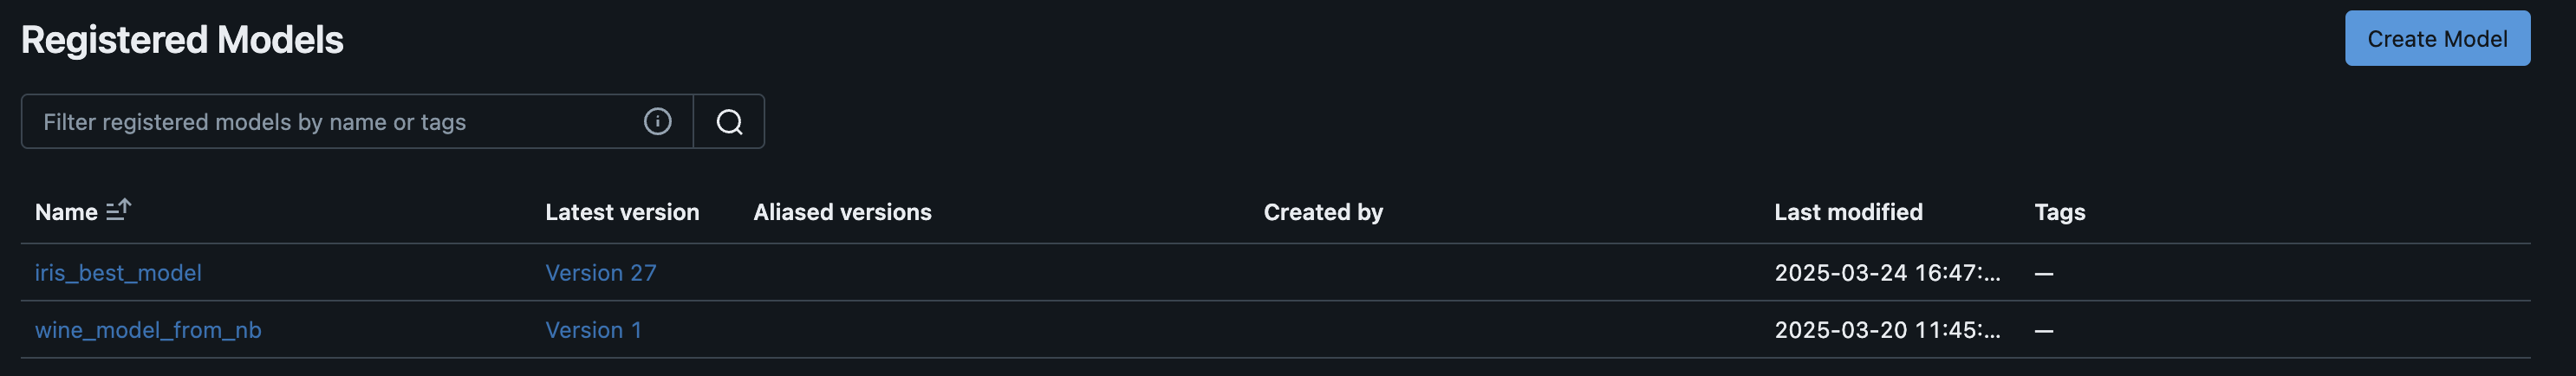 Registered Models
Create Model
Filter registered models by name or tags
Name Latest version Aliased versions Created by Last modified Tags
iris_best_model Version 27 2025-03-24 16:47:... —
wine_model_from_nb Version 1 2025-03-20 11:45:... —